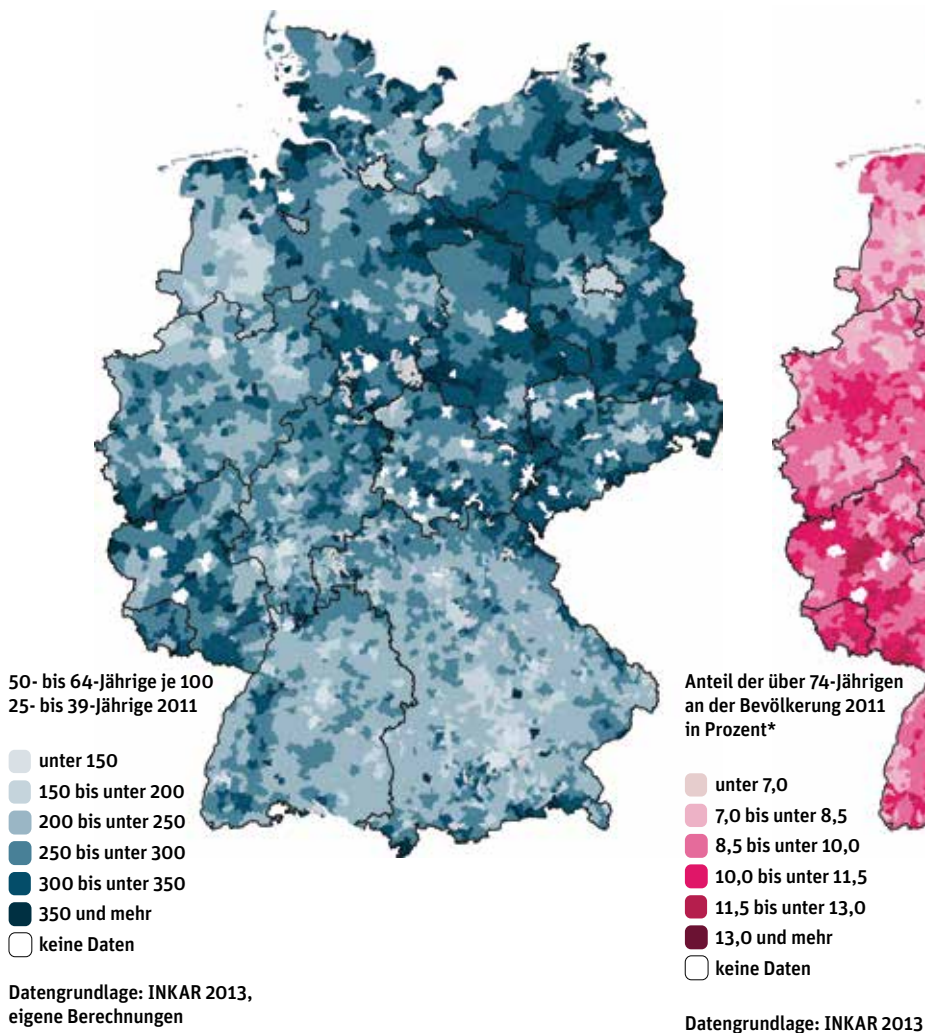 50- bis 64-Jährige je 100
25- bis 39-Jährige 2011
unter 150
150 bis unter 200
200 bis unter 250
250 bis unter 300
300 bis unter 350
350 und mehr
keine Daten
Datengrundlage: INKAR 2013,
eigene Berechnungen
Anteil der über 74-Jährigen
an der Bevölkerung 2011
in Prozent*
unter 7,0
7,0 bis unter 8,5
8,5 bis unter 10,0
10,0 bis unter 11,5
11,5 bis unter 13,0
13,0 und mehr
keine Daten
Datengrundlage: INKAR 2013